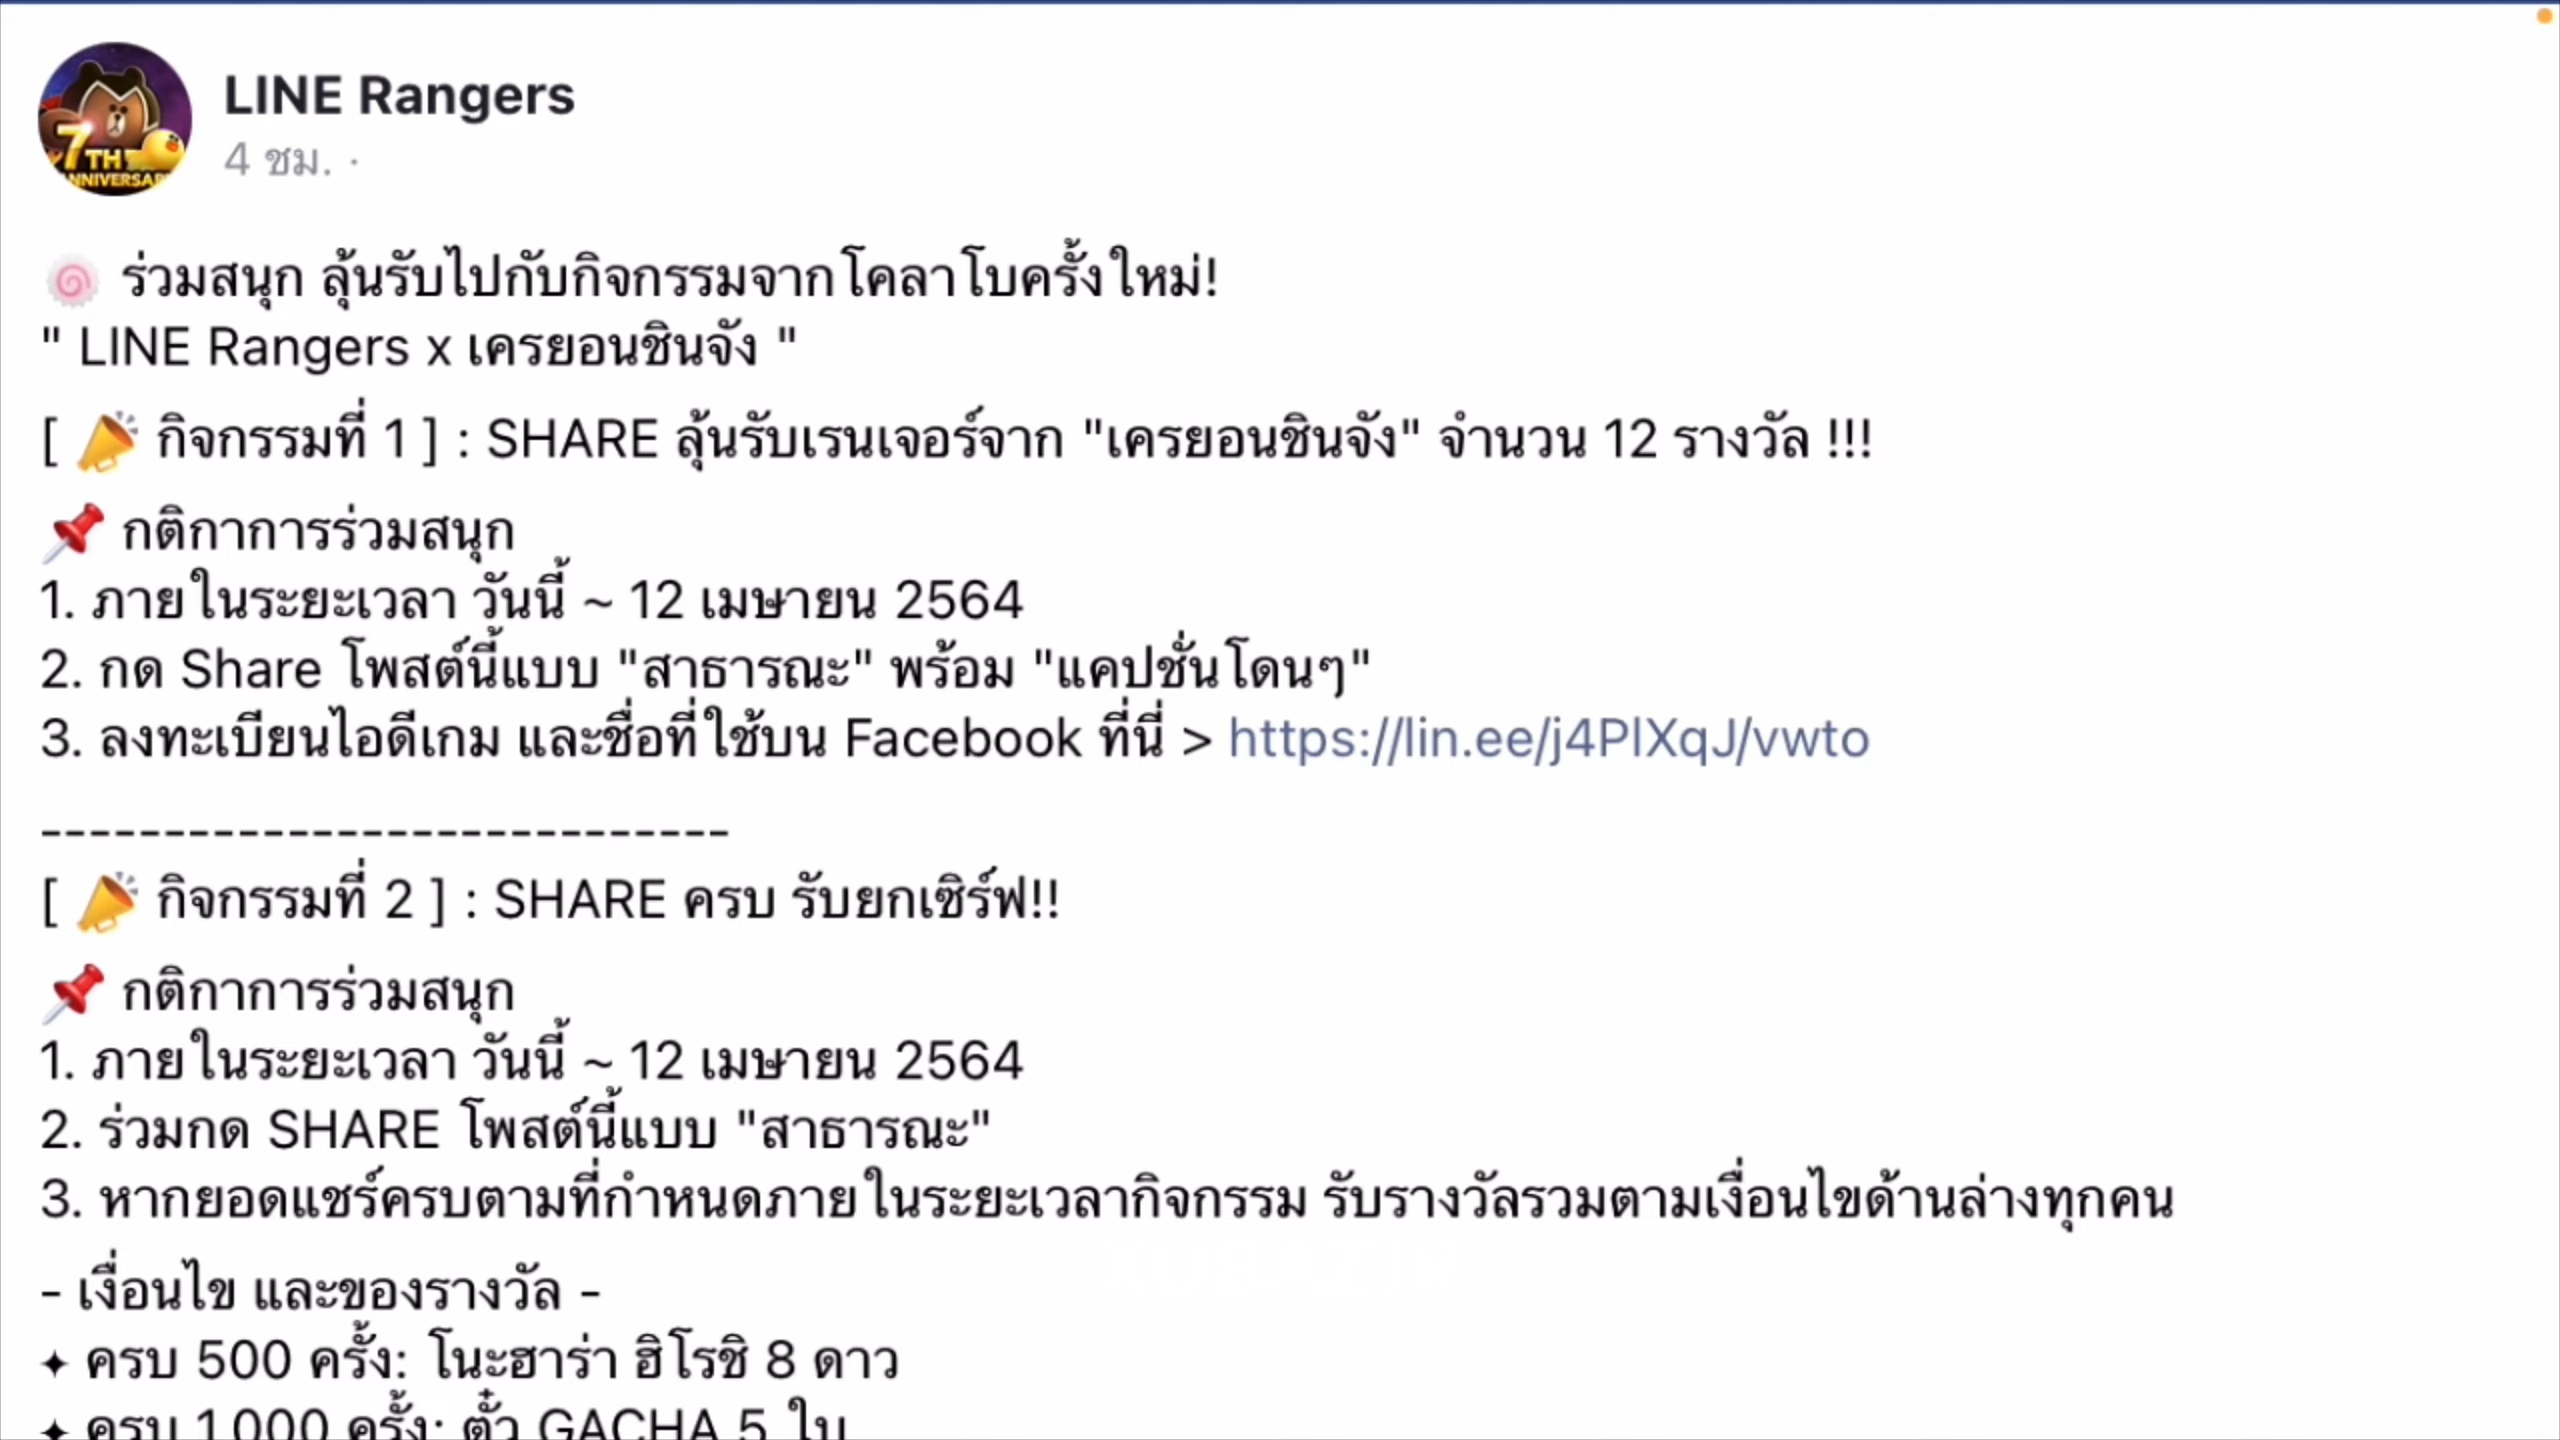 7TH
ANNIVERSARY
LINE Rangers
4 ชม. ·
🍥 ร่วมสนุก ลุ้นรับไปกับกิจกรรมจากโคลาโบครั้งใหม่!
" LINE Rangers x เครยอนชินจัง "
[ 📣 กิจกรรมที่ 1 ] : SHARE ลุ้นรับเรนเจอร์จาก "เครยอนชินจัง" จำนวน 12 รางวัล !!!
📌 กติกาการร่วมสนุก
1. ภายในระยะเวลา วันนี้ ~ 12 เมษายน 2564
2. กด Share โพสต์นี้แบบ "สาธารณะ" พร้อม "แคปชั่นโดนๆ"
3. ลงทะเบียนไอดีเกม และชื่อที่ใช้บน Facebook ที่นี่ > https://lin.ee/j4PlXqJ/vwto
----------------------------
[ 📣 กิจกรรมที่ 2 ] : SHARE ครบ รับยกเซิร์ฟ!!
📌 กติกาการร่วมสนุก
1. ภายในระยะเวลา วันนี้ ~ 12 เมษายน 2564
2. ร่วมกด SHARE โพสต์นี้แบบ "สาธารณะ"
3. หากยอดแชร์ครบตามที่กำหนดภายในระยะเวลากิจกรรม รับรางวัลรวมตามเงื่อนไขด้านล่างทุกคน
- เงื่อนไข และของรางวัล -
✦ ครบ 500 ครั้ง: โนะฮาร่า ฮิโรชิ 8 ดาว
✦ ครบ 1,000 ครั้ง: ตั๋ว GACHA 5 ใบ